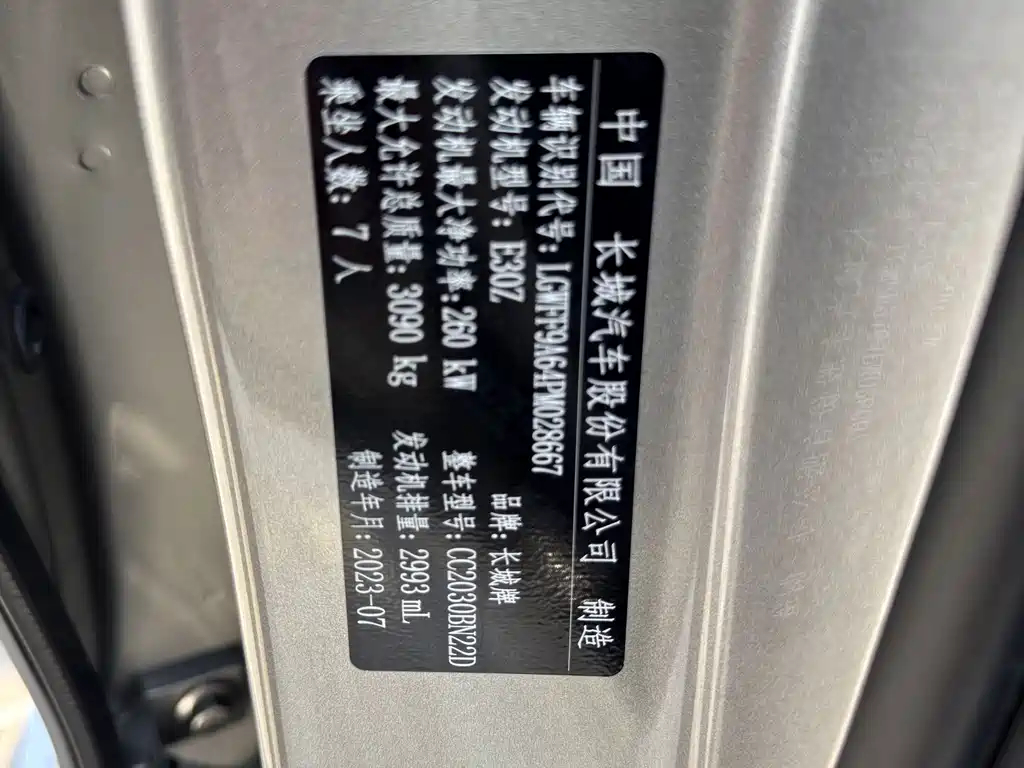 中国 长城汽车股份有限公司 制造
车辆识别代号:LGWFF9A64PM028667
发动机型号:E30Z 品牌:长城牌
发动机最大净功率:260 kW 整车型号:CC2030BN22D
最大允许总质量:3090 kg 发动机排量:2993 mL
乘坐人数:7 人 制造年月:2023-07